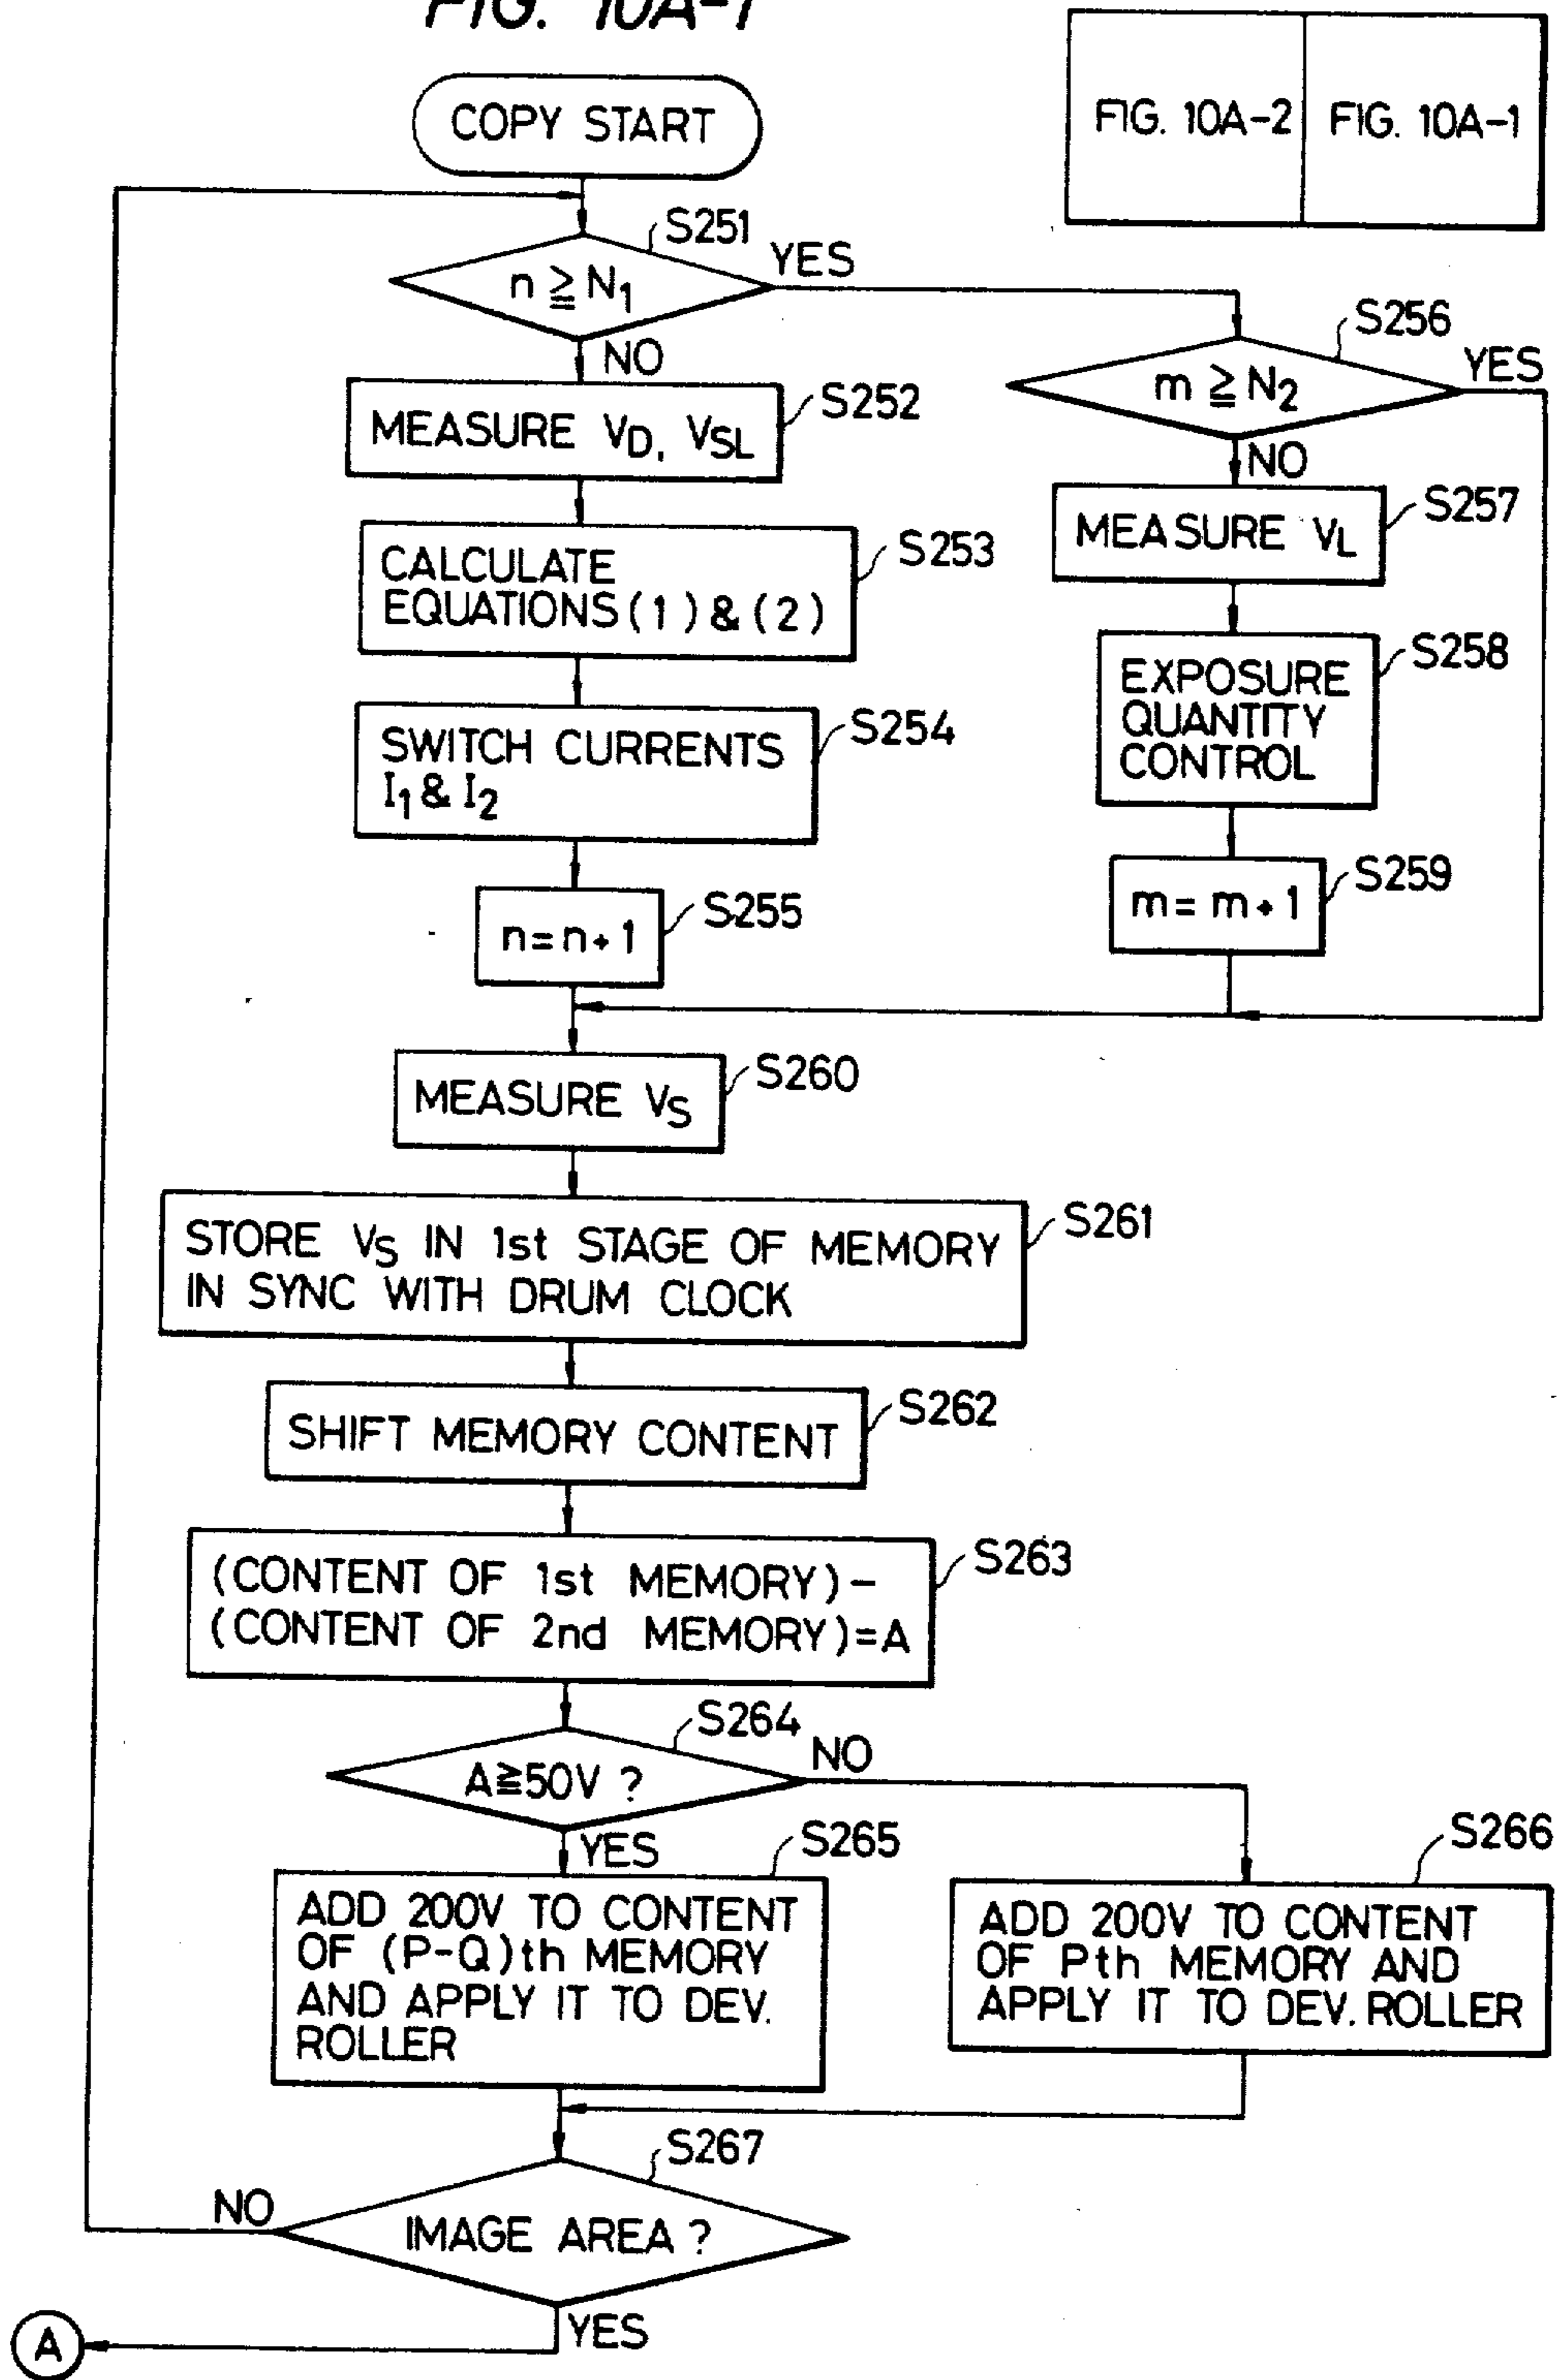 FIG. 10A-1
FIG. 10A-2
FIG. 10A-1
COPY START
S251
n ≧ N1
YES
NO
S256
m ≧ N2
YES
NO
MEASURE VD, VSL
S252
MEASURE VL
S257
CALCULATE
EQUATIONS (1) & (2)
S253
EXPOSURE
QUANTITY
CONTROL
S258
SWITCH CURRENTS
I1 & I2
S254
m = m + 1
S259
n = n + 1
S255
MEASURE VS
S260
STORE VS IN 1st STAGE OF MEMORY
IN SYNC WITH DRUM CLOCK
S261
SHIFT MEMORY CONTENT
S262
(CONTENT OF 1st MEMORY) -
(CONTENT OF 2nd MEMORY) = A
S263
S264
A ≧ 50V ?
NO
YES
S265
ADD 200V TO CONTENT
OF (P-Q)th MEMORY
AND APPLY IT TO DEV.
ROLLER
S266
ADD 200V TO CONTENT
OF Pth MEMORY AND
APPLY IT TO DEV. ROLLER
S267
IMAGE AREA ?
NO
YES
A